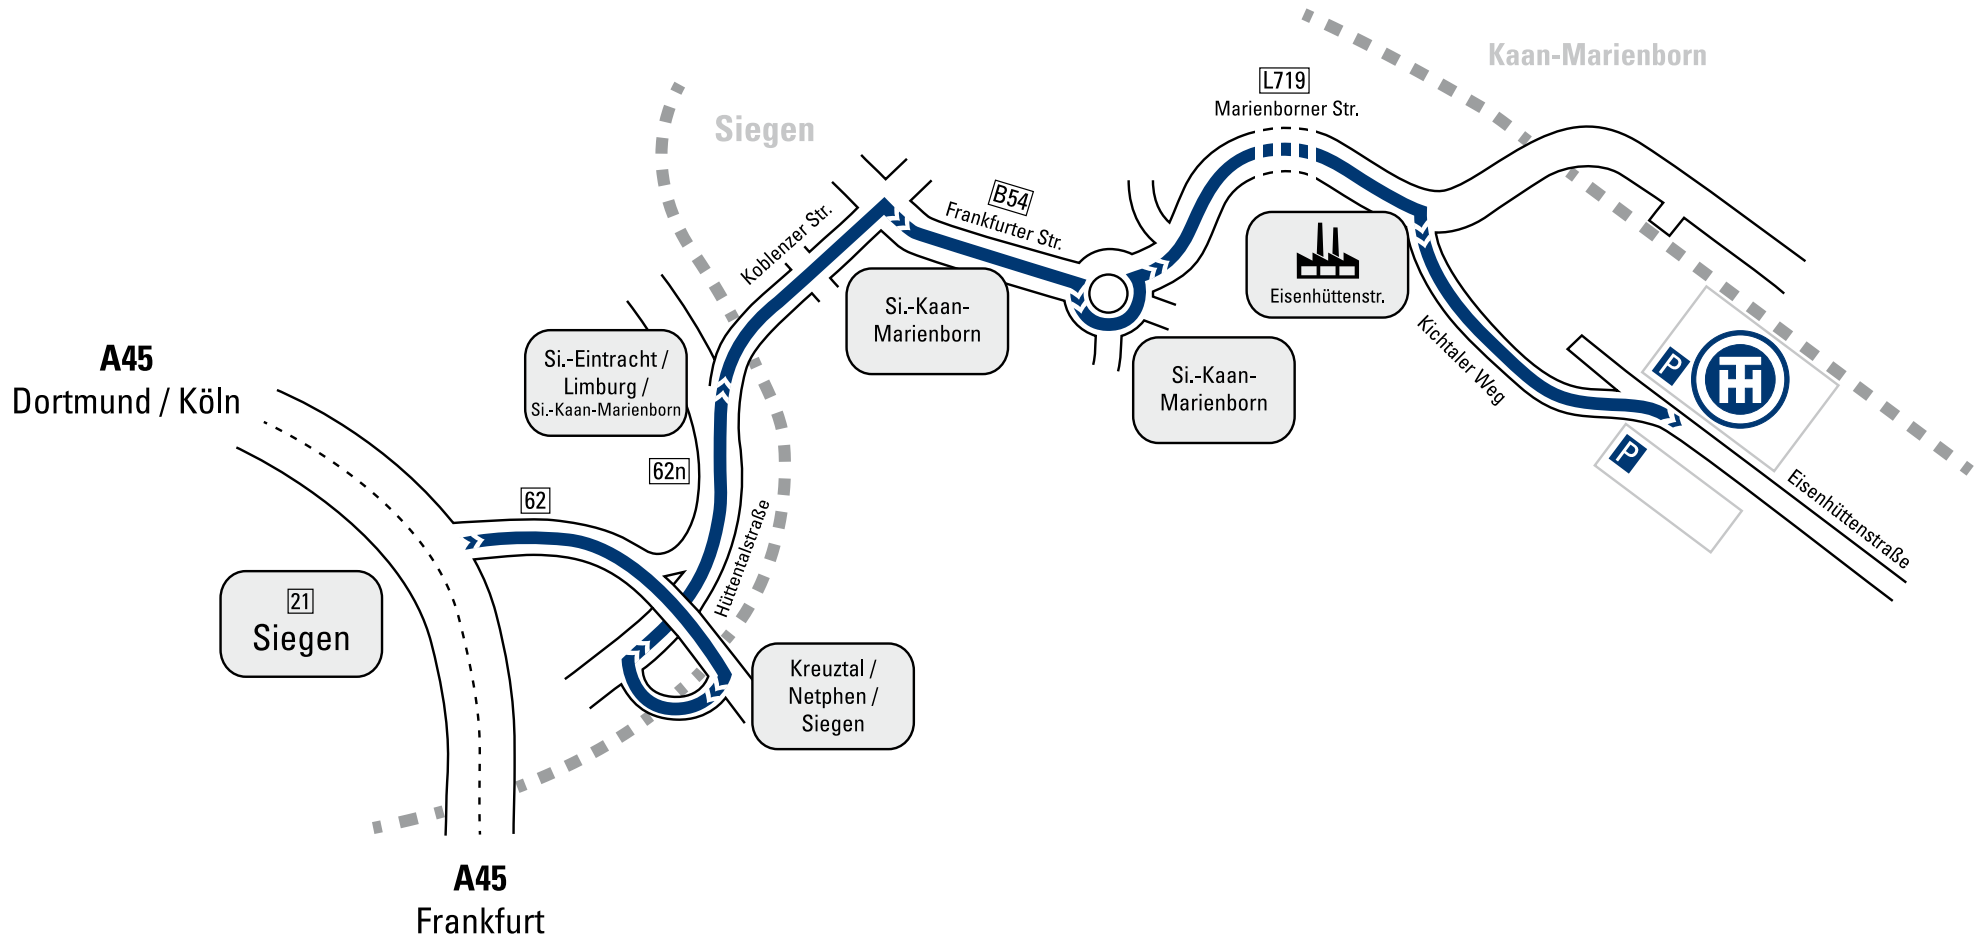 Kaan-Marienborn
L719
Marienborner Str.
Siegen
B54
Frankfurter Str.
Koblenzer Str.
Eisenhüttenstr.
Si.-Kaan-
Marienborn
Kichtaler Weg
A45
Dortmund / Köln
Si.-Eintracht /
Limburg /
Si.-Kaan-Marienborn
Si.-Kaan-
Marienborn
P
TH
P
62n
62
Hüttentalstraße
Eisenhüttenstraße
21
Siegen
Kreuztal /
Netphen /
Siegen
A45
Frankfurt